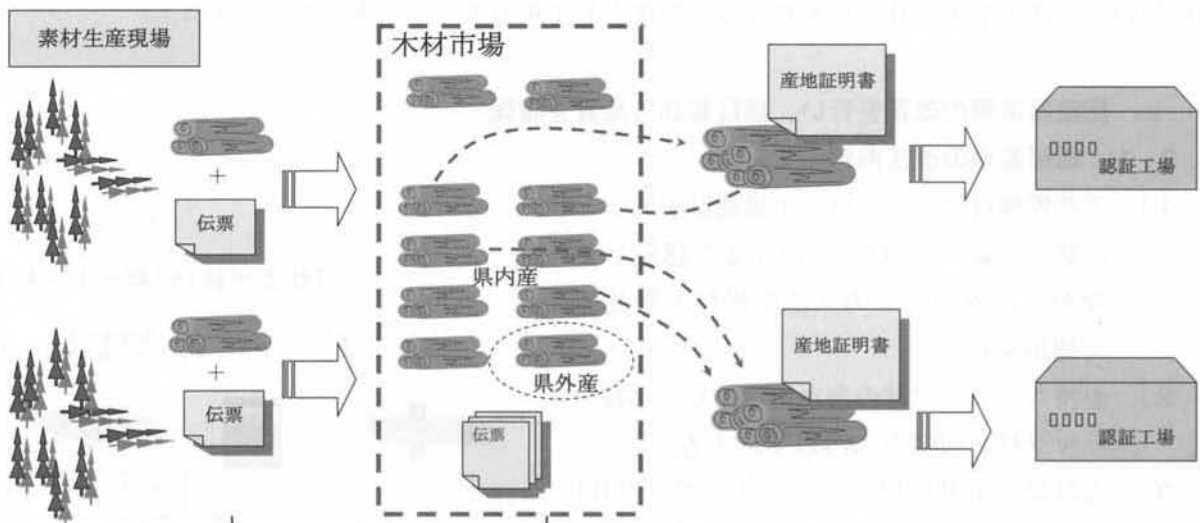 素材生産現場
木材市場
産地証明書
認証工場
伝票
県内産
産地証明書
県外産
認証工場
伝票
伝票